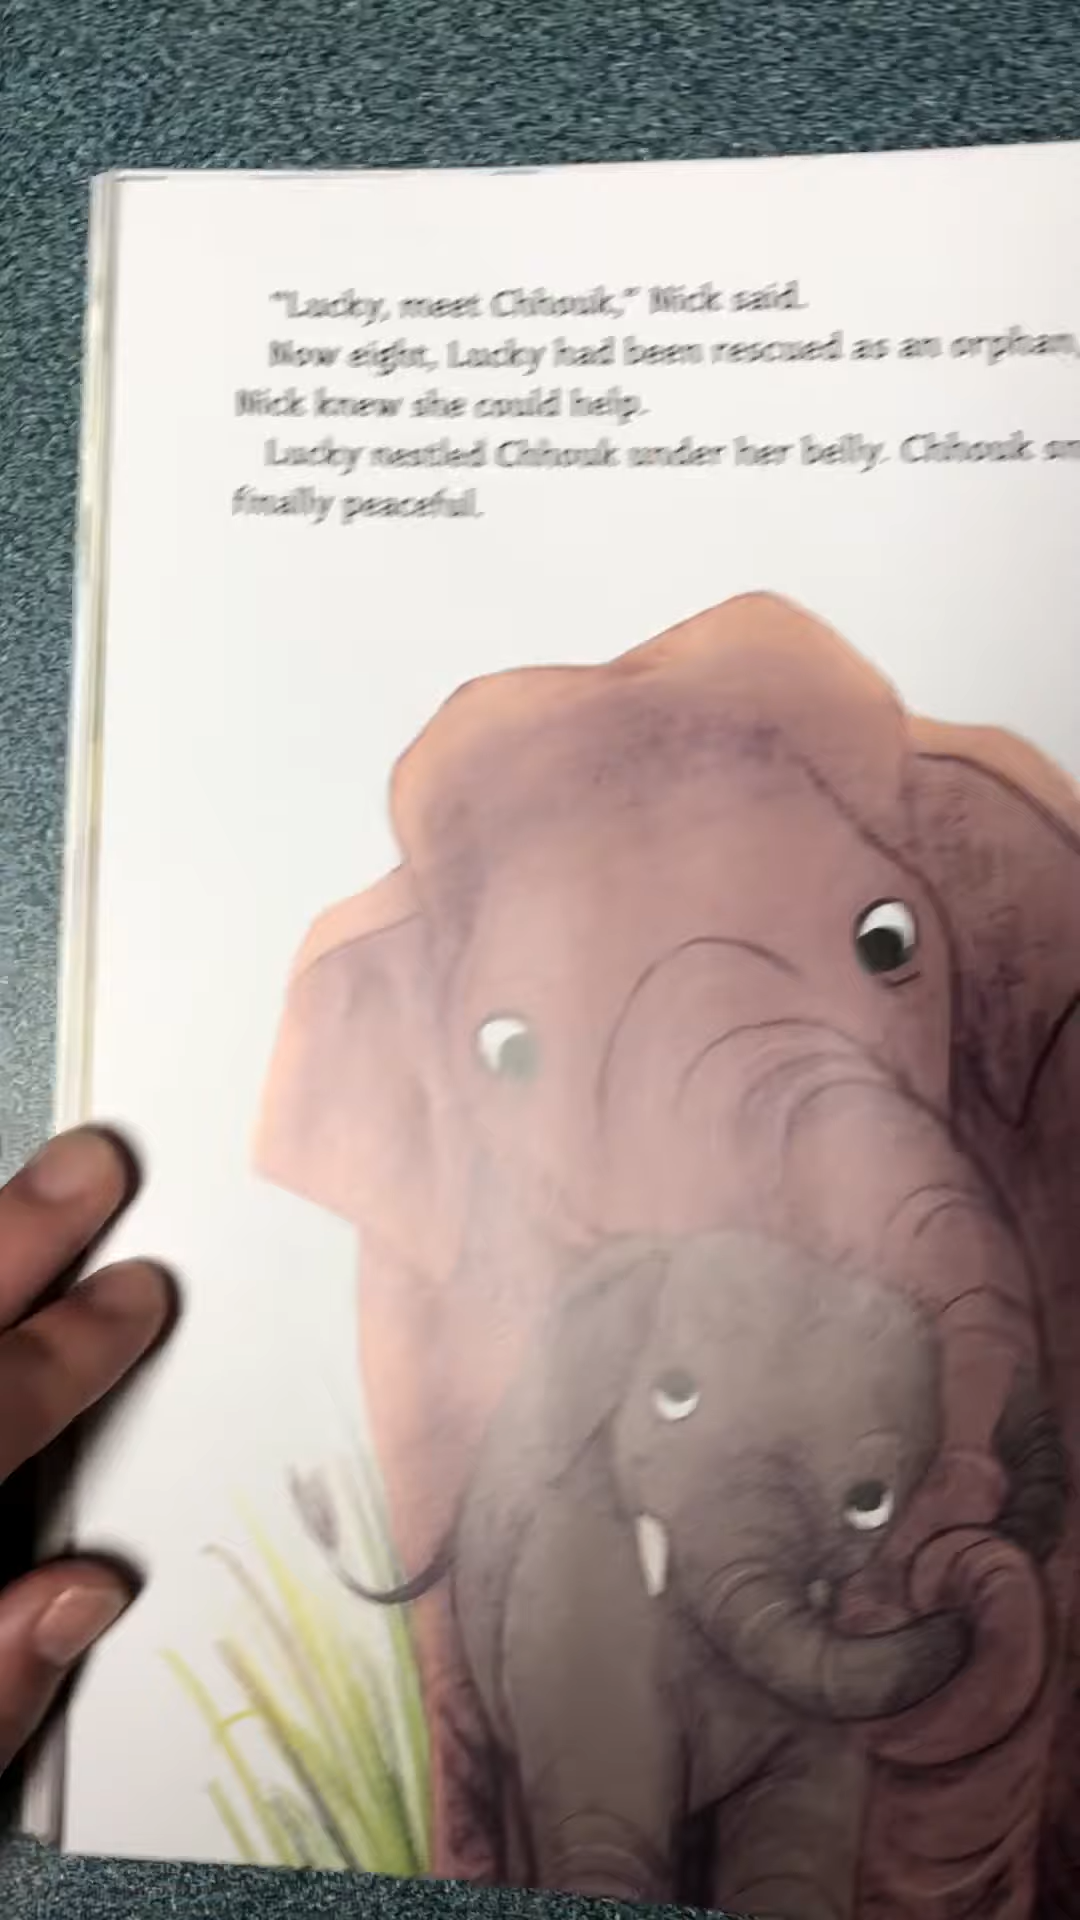 “Lucky, meet Chhouk,” Nick said.
Now eight, Lucky had been rescued as an orphan,
Nick knew she could help.
Lucky nestled Chhouk under her belly. Chhouk
finally peaceful.